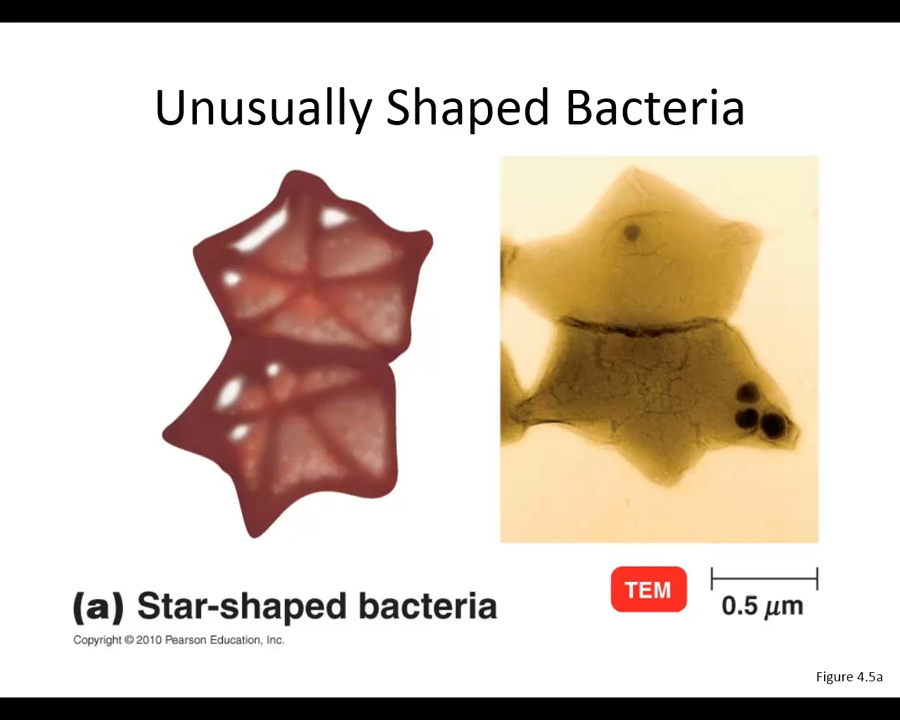 Unusually Shaped Bacteria
(a) Star-shaped bacteria
Copyright © 2010 Pearson Education, Inc.
TEM
0.5 μm
Figure 4.5a